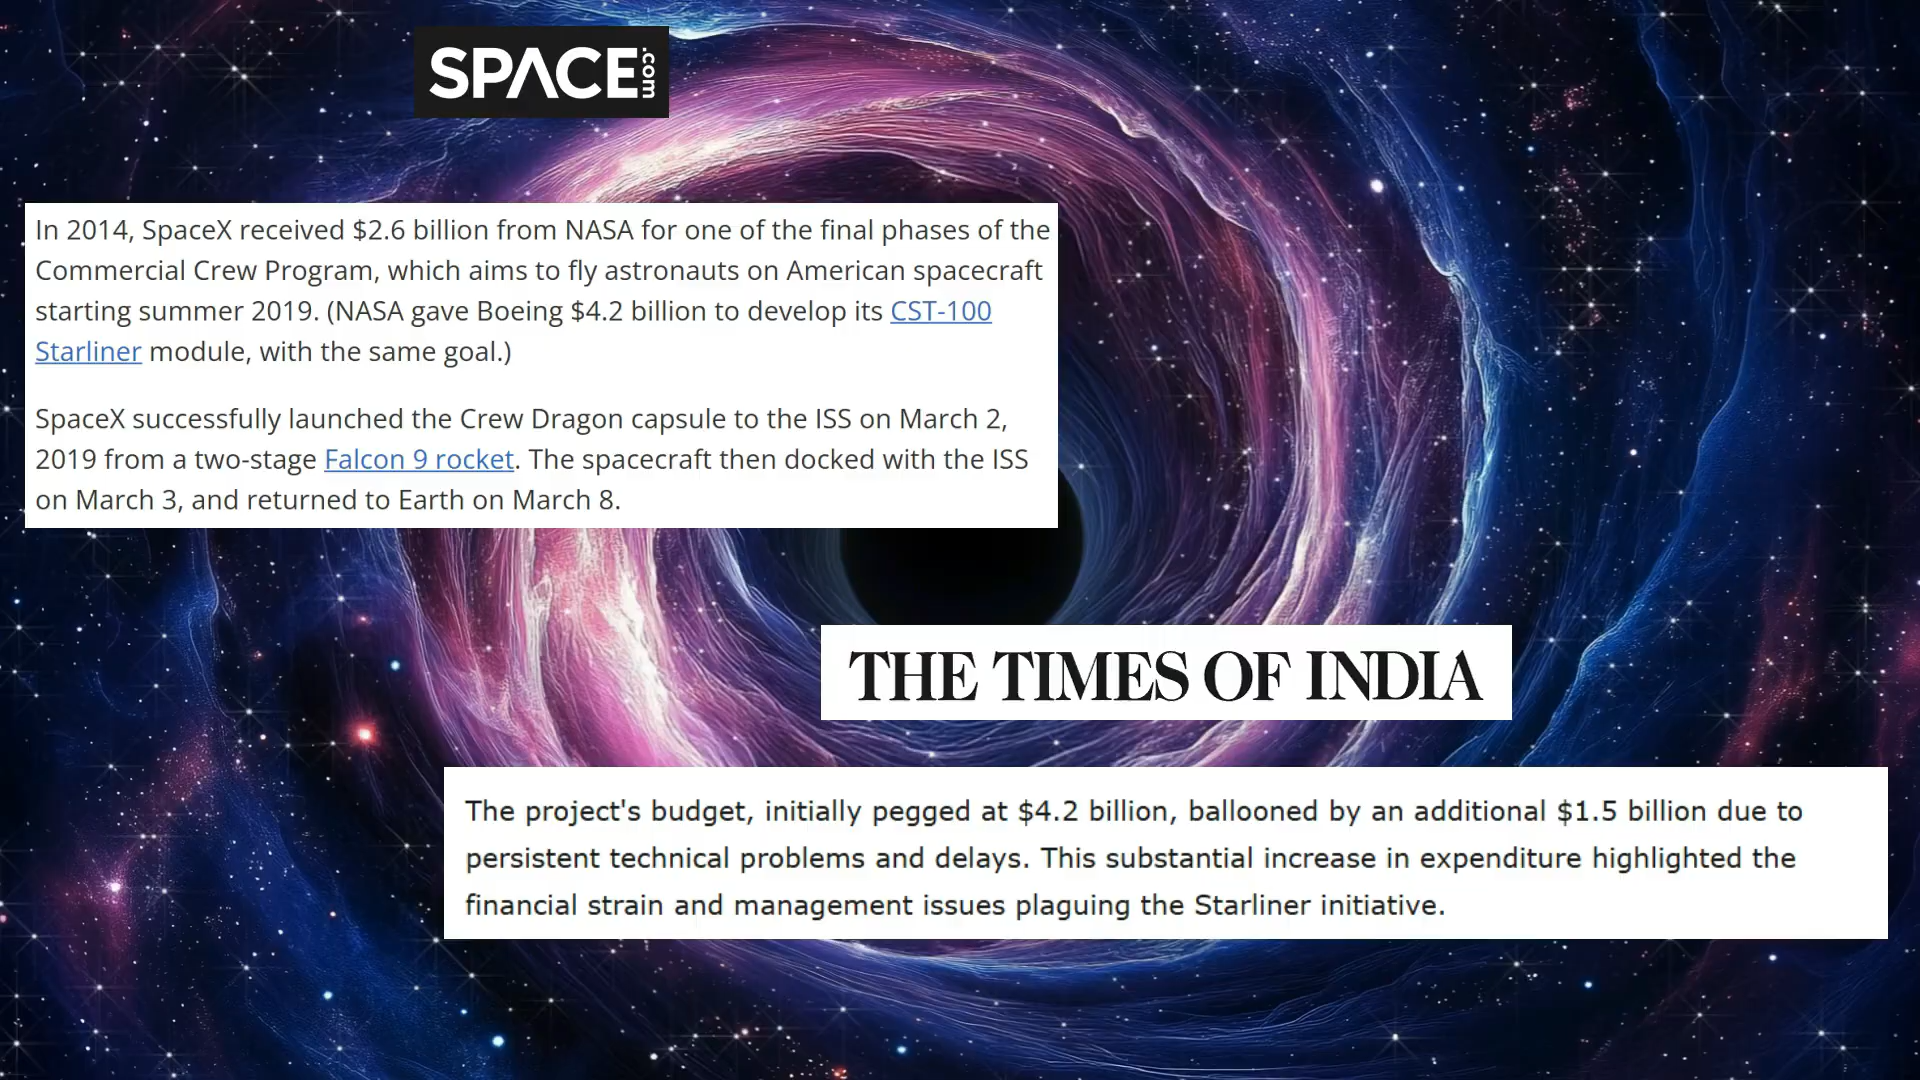 SPACE.com
In 2014, SpaceX received $2.6 billion from NASA for one of the final phases of the
Commercial Crew Program, which aims to fly astronauts on American spacecraft
starting summer 2019. (NASA gave Boeing $4.2 billion to develop its CST-100
Starliner module, with the same goal.)
SpaceX successfully launched the Crew Dragon capsule to the ISS on March 2,
2019 from a two-stage Falcon 9 rocket. The spacecraft then docked with the ISS
on March 3, and returned to Earth on March 8.
THE TIMES OF INDIA
The project's budget, initially pegged at $4.2 billion, ballooned by an additional $1.5 billion due to
persistent technical problems and delays. This substantial increase in expenditure highlighted the
financial strain and management issues plaguing the Starliner initiative.